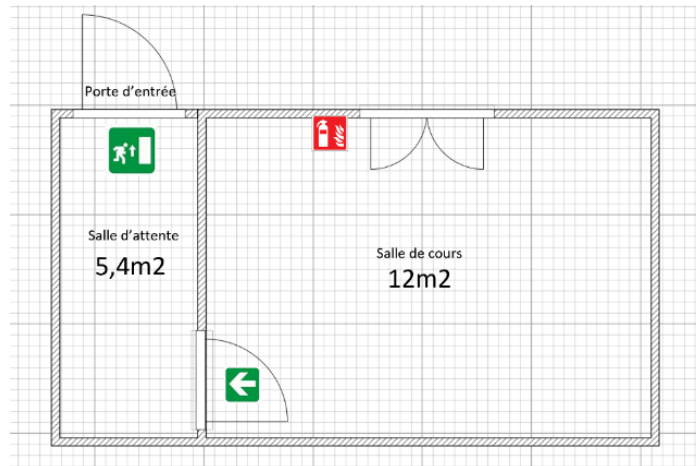 Porte d'entrée
Salle d'attente
5,4m2
Salle de cours
12m2